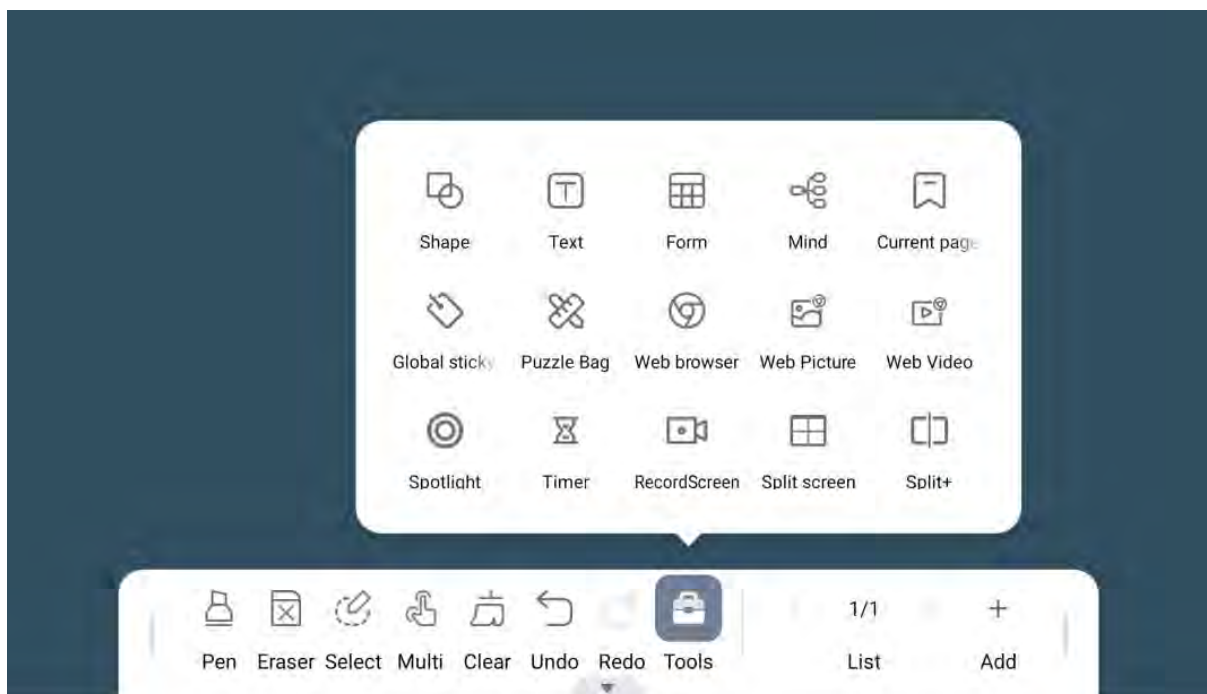 Shape Text Form Mind Current page
Global sticky Puzzle Bag Web browser Web Picture Web Video
Spotlight Timer RecordScreen Split screen Split+
1/1
Pen Eraser Select Multi Clear Undo Redo Tools List Add